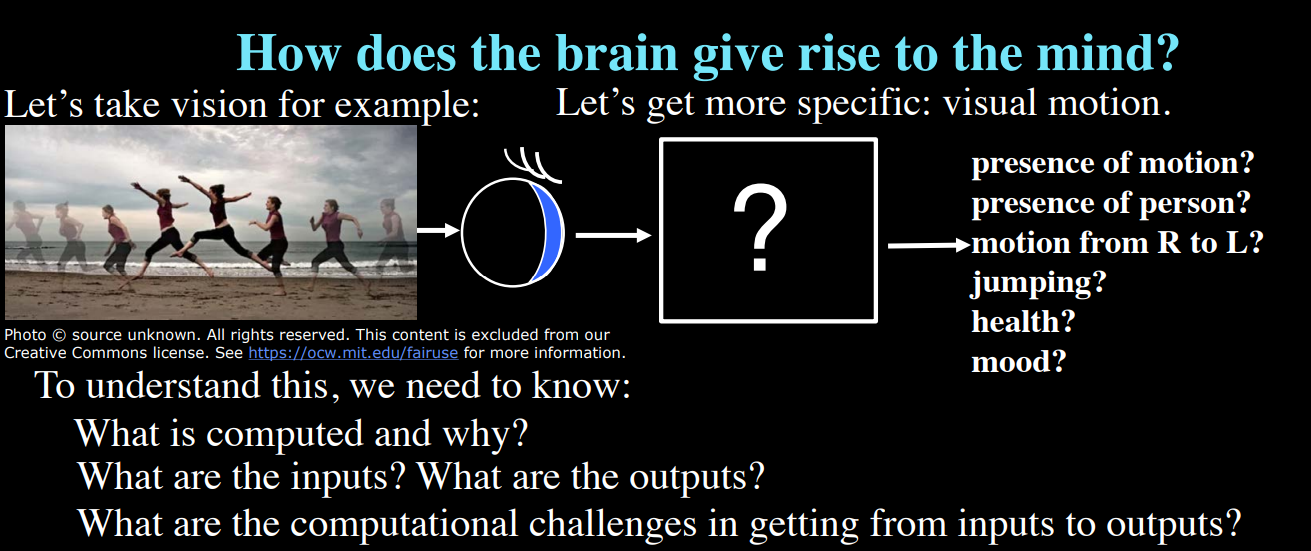 How does the brain give rise to the mind?
Let’s take vision for example:
Let’s get more specific: visual motion.
?
presence of motion?
presence of person?
motion from R to L?
jumping?
health?
mood?
Photo © source unknown. All rights reserved. This content is excluded from our
Creative Commons license. See https://ocw.mit.edu/fairuse for more information.
To understand this, we need to know:
What is computed and why?
What are the inputs? What are the outputs?
What are the computational challenges in getting from inputs to outputs?